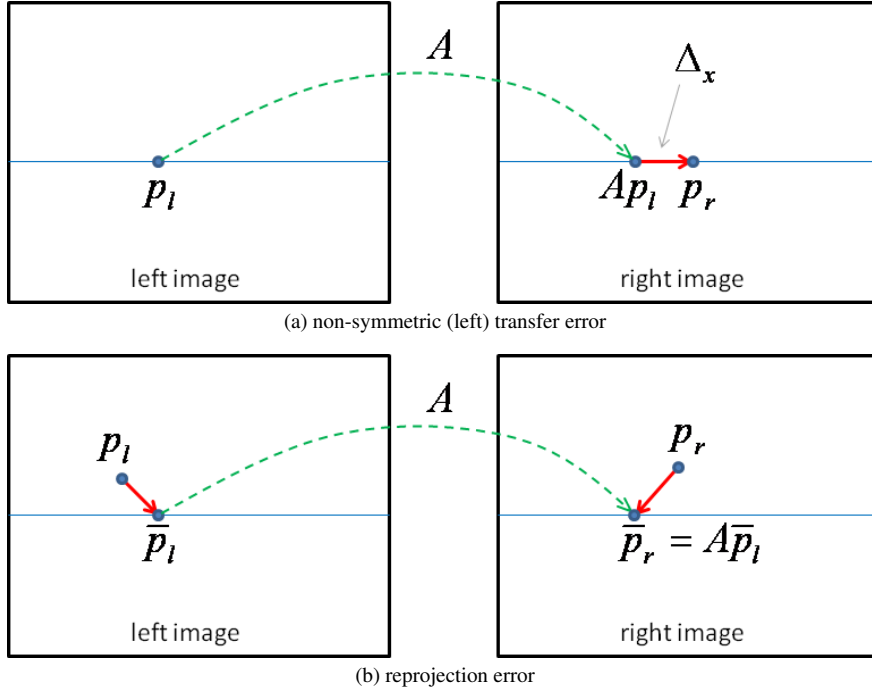 A
Δₓ
pₗ
Apₗ pᵣ
left image
right image
(a) non-symmetric (left) transfer error
A
pₗ
pᵣ
p̅ₗ
p̅ᵣ = Ap̅ₗ
left image
right image
(b) reprojection error